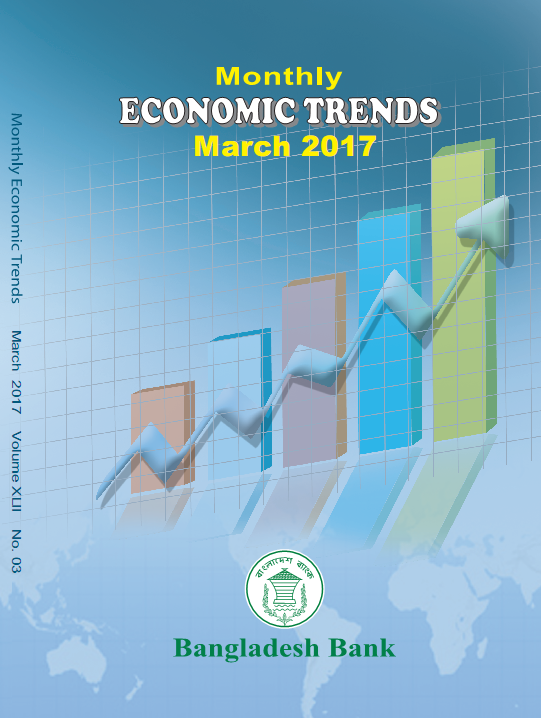 Monthly
ECONOMIC TRENDS
March 2017
Monthly Economic Trends March 2017 Volume XLII No. 03
বাংলাদেশ ব্যাংক
Bangladesh Bank